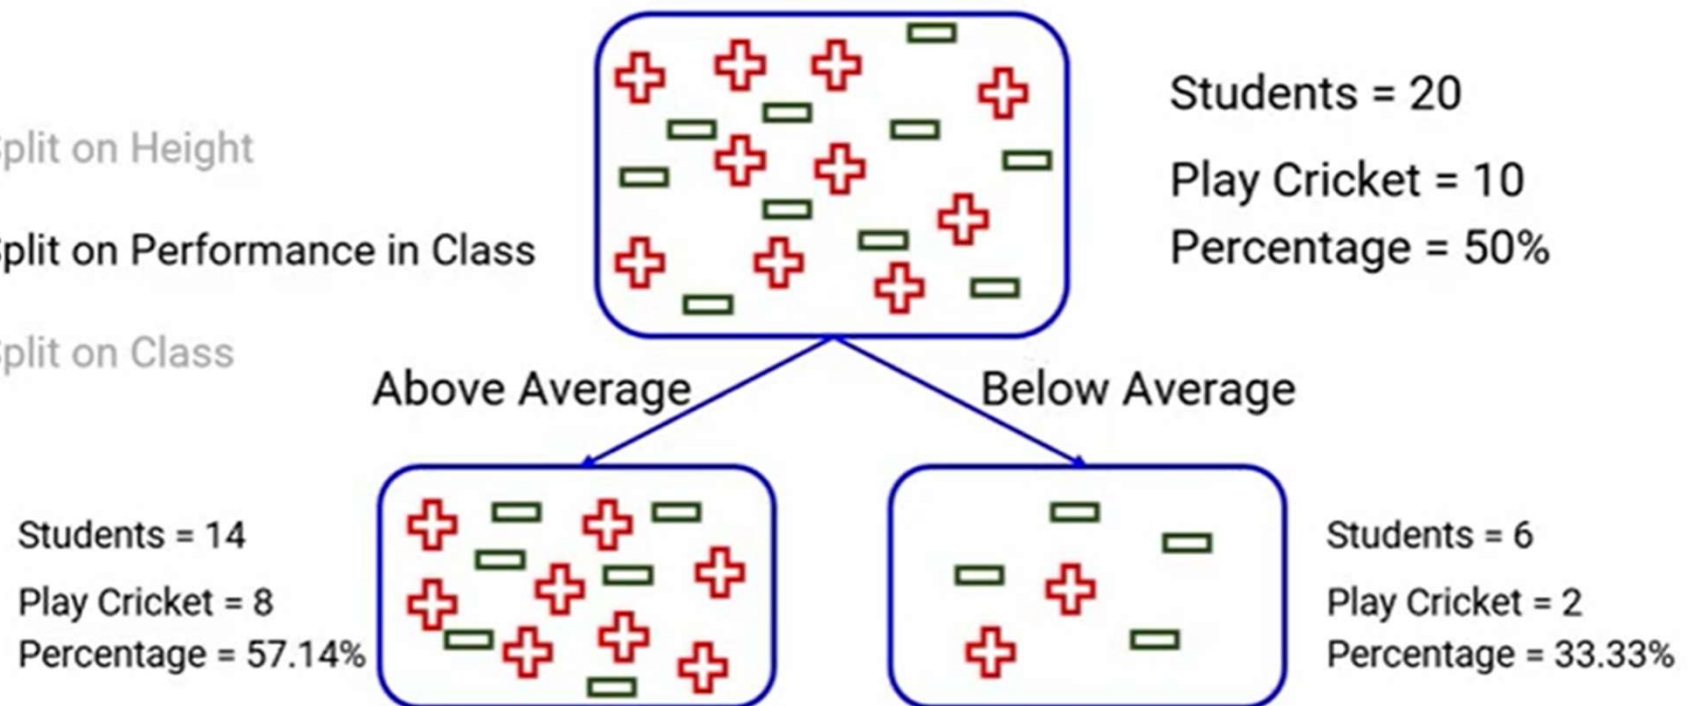 plit on Height
plit on Performance in Class
plit on Class
Students = 20
Play Cricket = 10
Percentage = 50%
Above Average
Below Average
Students = 14
Play Cricket = 8
Percentage = 57.14%
Students = 6
Play Cricket = 2
Percentage = 33.33%